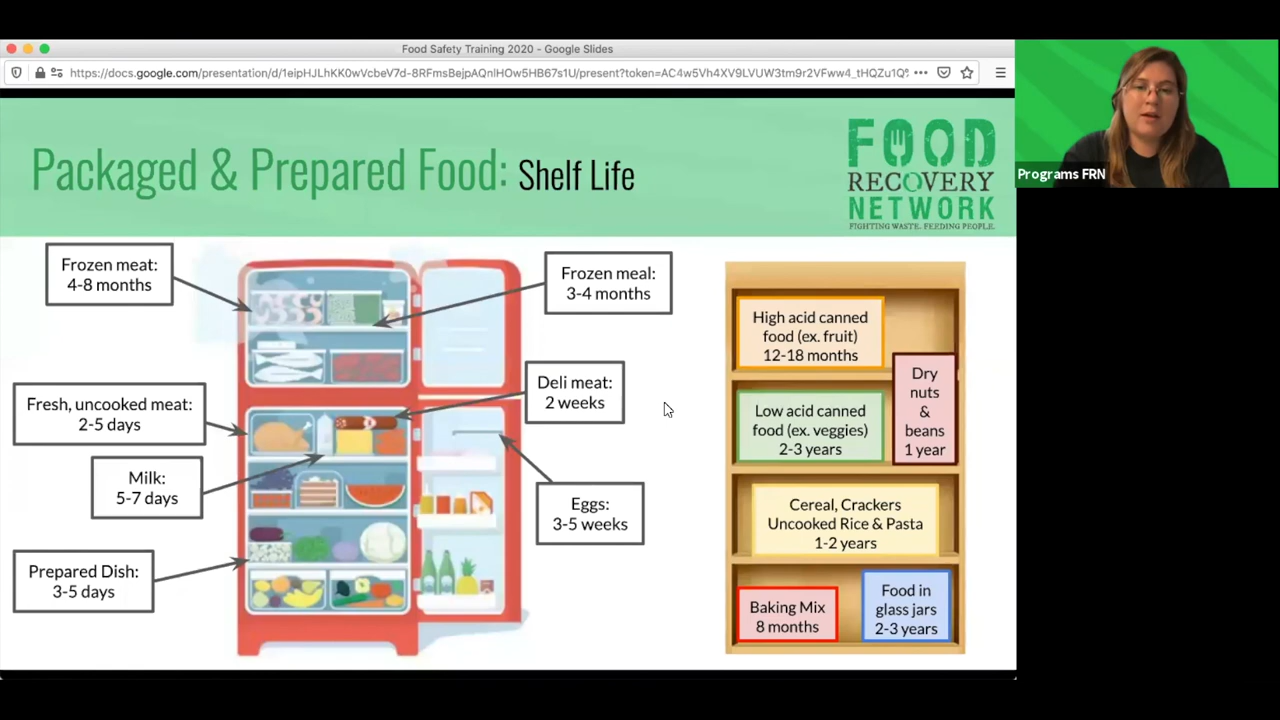 Food Safety Training 2020 - Google Slides
Programs FRN
Packaged & Prepared Food: Shelf Life
FOOD
RECOVERY
NETWORK
FIGHTING WASTE. FEEDING PEOPLE.
Frozen meat:
4-8 months
Frozen meal:
3-4 months
Fresh, uncooked meat:
2-5 days
Deli meat:
2 weeks
Milk:
5-7 days
Eggs:
3-5 weeks
Prepared Dish:
3-5 days
High acid canned
food (ex. fruit)
12-18 months
Dry
nuts
&
beans
1 year
Low acid canned
food (ex. veggies)
2-3 years
Cereal, Crackers
Uncooked Rice & Pasta
1-2 years
Baking Mix
8 months
Food in
glass jars
2-3 years